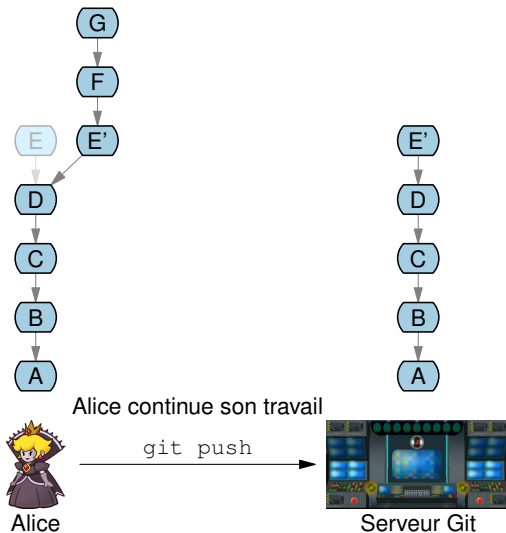 G
F
E E' E'
D D
C C
B B
A A
Alice continue son travail
git push
Alice Serveur Git